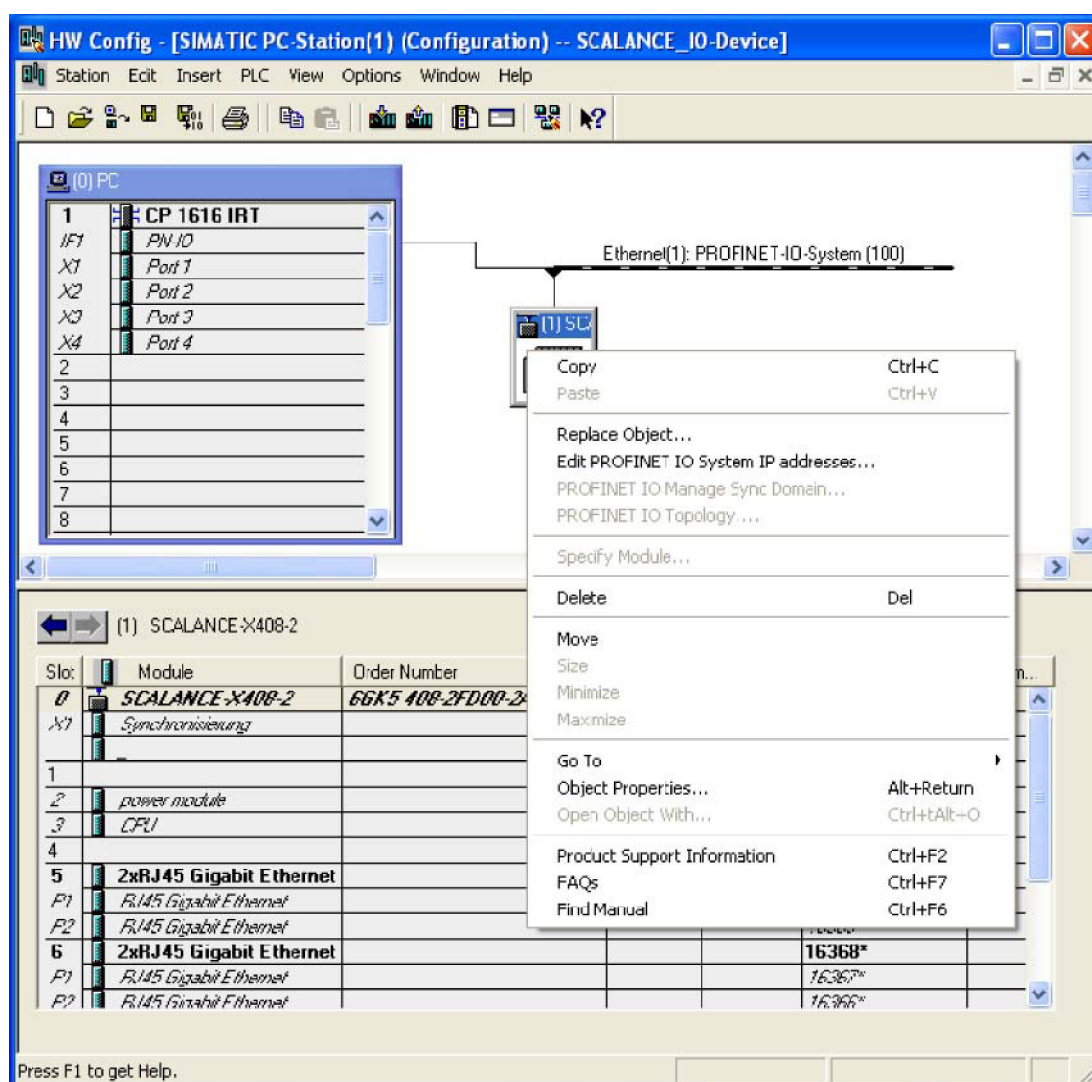 HW Config - [SIMATIC PC-Station(1) (Configuration) -- SCALANCE_IO-Device]
Station Edit Insert PLC View Options Window Help
(0) PC
1 CP 1616 IRT
IF1 PN-IO
X1 Port 1
X2 Port 2
X3 Port 3
X4 Port 4
2
3
4
5
6
7
8
Ethernet(1): PROFINET-IO-System (100)
(1) SCA
Copy Ctrl+C
Paste Ctrl+V
Replace Object...
Edit PROFINET IO System IP addresses...
PROFINET IO Manage Sync Domain...
PROFINET IO Topology ...
Specify Module...
Delete Del
Move
Size
Minimize
Maxmize
Go To
Object Properties... Alt+Return
Open Object With... Ctrl+tAlt+O
Product Support Information Ctrl+F2
FAQs Ctrl+F7
Find Manual Ctrl+F6
(1) SCALANCE-X408-2
Slot Module Order Number
0 SCALANCE-X408-2 6GK5 408-2FD00-2
X1 Synchronisierung
1
2 power module
3 CPU
4
5 2xRJ45 Gigabit Ethernet
P1 RJ45 Gigabit Ethernet
P2 RJ45 Gigabit Ethernet
6 2xRJ45 Gigabit Ethernet 16368*
P1 RJ45 Gigabit Ethernet 16367*
P2 RJ45 Gigabit Ethernet 16366*
Press F1 to get Help.